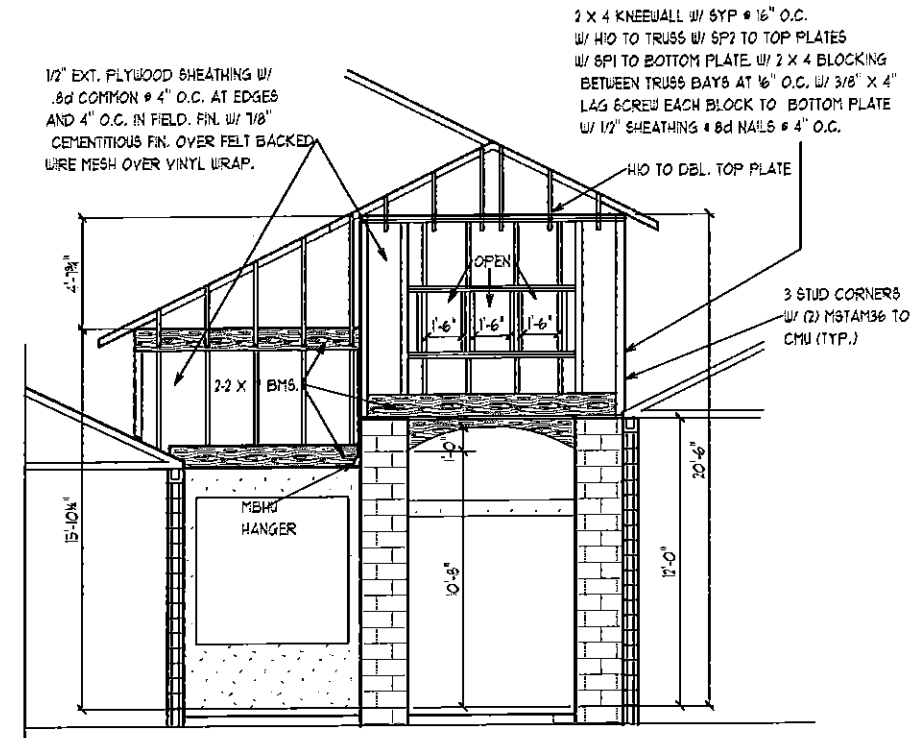 2 X 4 KNEEWALL W/ SYP @ 16" O.C.
W/ H10 TO TRUSS W/ SP2 TO TOP PLATES
W/ SP1 TO BOTTOM PLATE. W/ 2 X 4 BLOCKING
BETWEEN TRUSS BAYS AT 16" O.C. W/ 3/8" X 4"
LAG SCREW EACH BLOCK TO BOTTOM PLATE
W/ 1/2" SHEATHING & 8d NAILS @ 4" O.C.
1/2" EXT. PLYWOOD SHEATHING W/
.8d COMMON @ 4" O.C. AT EDGES
AND 4" O.C. IN FIELD. FIN. W/ 7/8"
CEMENTITIOUS FIN. OVER FELT BACKED
WIRE MESH OVER VINYL WRAP.
H10 TO DBL. TOP PLATE
OPEN
4'-7¾"
1'-6" 1'-6" 1'-6"
3 STUD CORNERS
W/ (2) MSTAM36 TO
CMU (TYP.)
2-2 X BMS.
1'-0"
20'-6"
MBHU
HANGER
15'-10¼"
10'-8"
12'-0"